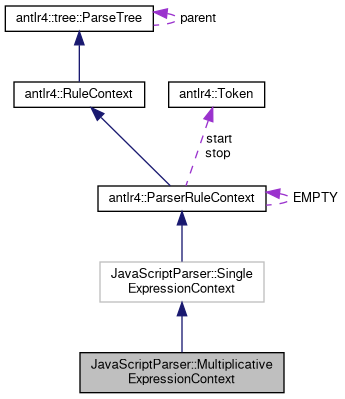 antlr4::tree::ParseTree
parent
antlr4::RuleContext
antlr4::Token
start
stop
antlr4::ParserRuleContext
EMPTY
JavaScriptParser::Single
ExpressionContext
JavaScriptParser::Multiplicative
ExpressionContext